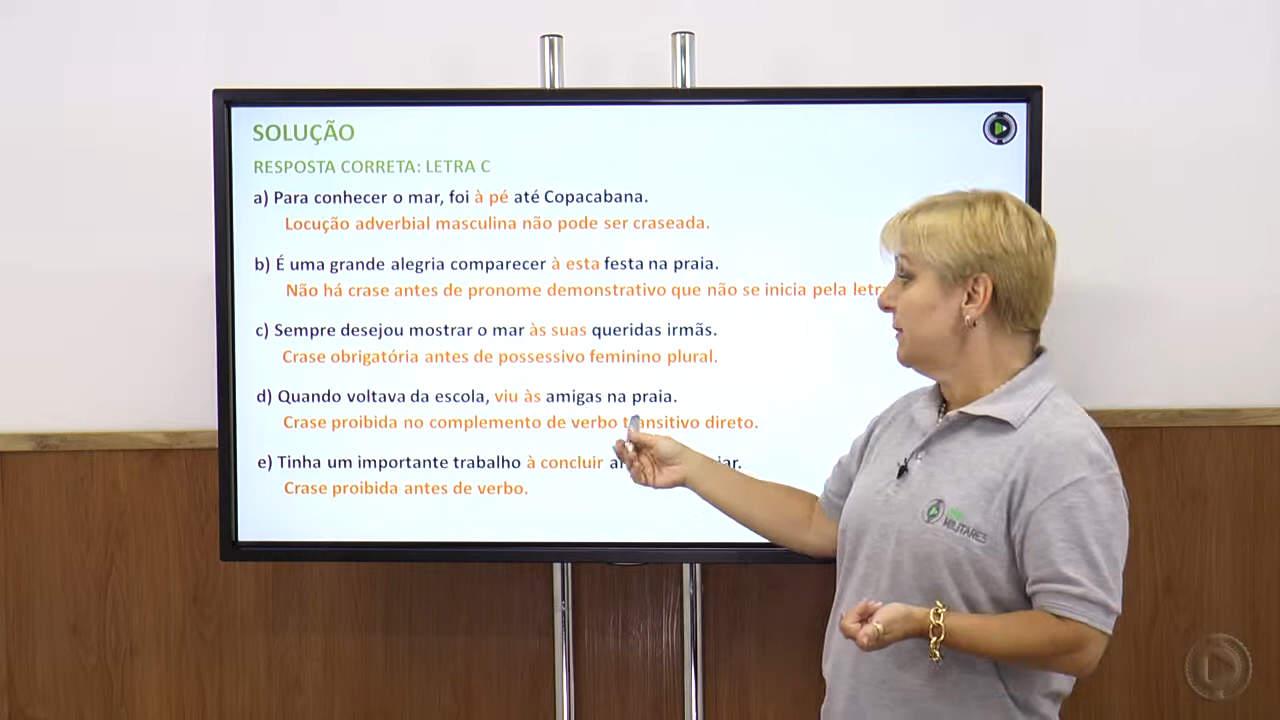 SOLUÇÃO
RESPOSTA CORRETA: LETRA C
a) Para conhecer o mar, foi à pé até Copacabana.
Locução adverbial masculina não pode ser craseada.
b) É uma grande alegria comparecer à esta festa na praia.
Não há crase antes de pronome demonstrativo que não se inicia pela
c) Sempre desejou mostrar o mar às suas queridas irmãs.
Crase obrigatória antes de possessivo feminino plural.
d) Quando voltava da escola, viu às amigas na praia.
Crase proibida no complemento de verbo transitivo direto.
e) Tinha um importante trabalho à concluir
Crase proibida antes de verbo.
MILITARES